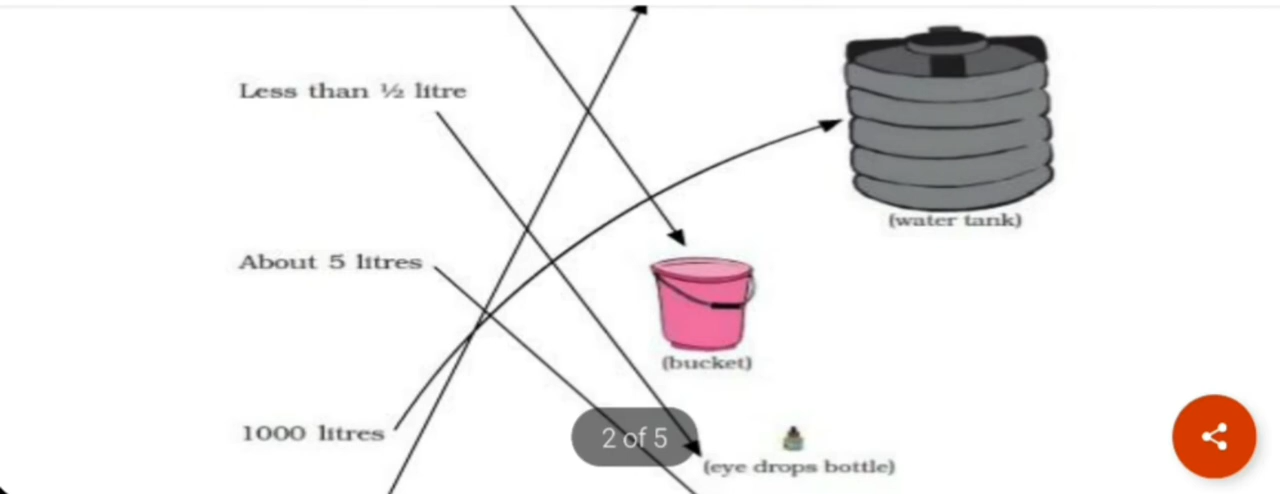 Less than ½ litre
(water tank)
About 5 litres
(bucket)
1000 litres
2 of 5
(eye drops bottle)